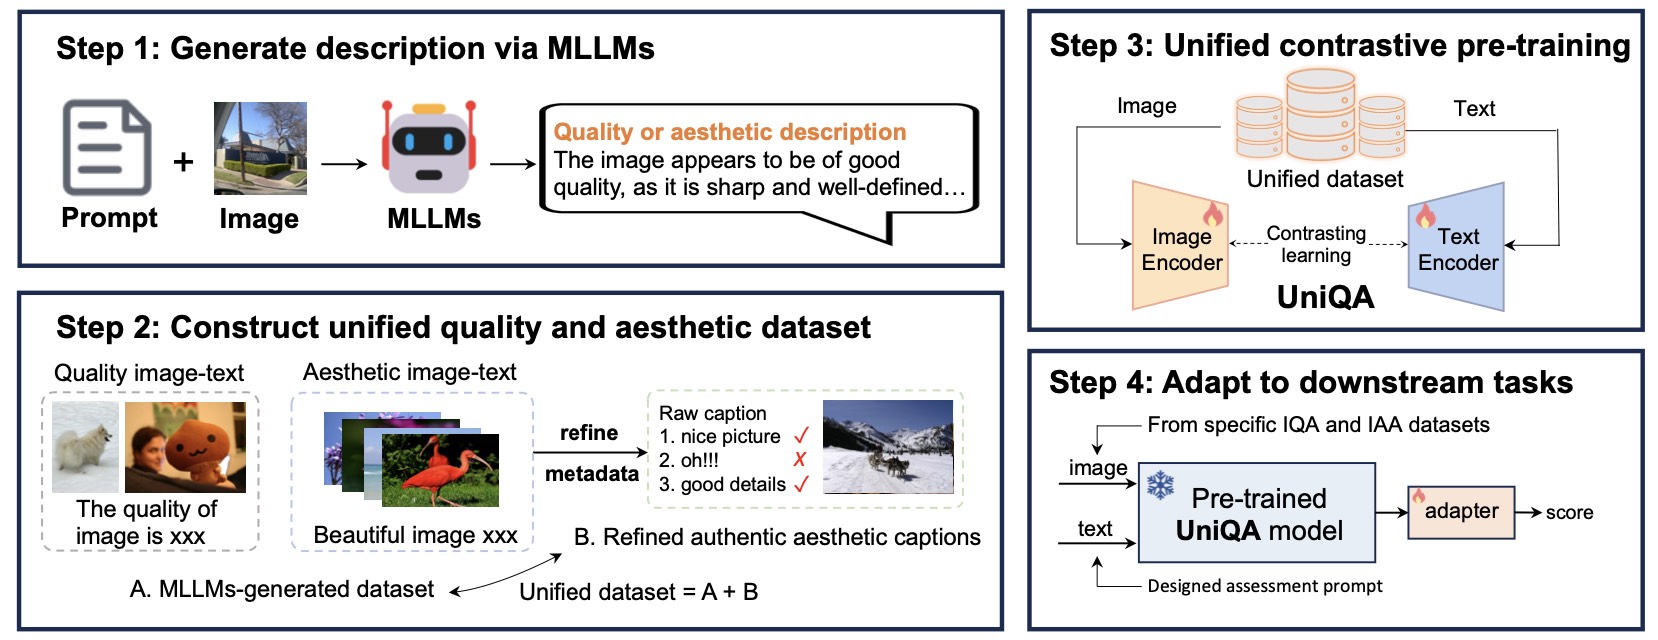 Step 1: Generate description via MLLMs
Prompt
+
Image
MLLMs
Quality or aesthetic description
The image appears to be of good
quality, as it is sharp and well-defined…
Step 2: Construct unified quality and aesthetic dataset
Quality image-text
The quality of
image is xxx
Aesthetic image-text
Beautiful image xxx
refine
metadata
Raw caption
1. nice picture ✓
2. oh!!! ✗
3. good details ✓
A. MLLMs-generated dataset
B. Refined authentic aesthetic captions
Unified dataset = A + B
Step 3: Unified contrastive pre-training
Image
Text
Unified dataset
Image
Encoder
Contrasting
learning
Text
Encoder
UniQA
Step 4: Adapt to downstream tasks
From specific IQA and IAA datasets
image
text
Pre-trained
UniQA model
adapter
score
Designed assessment prompt